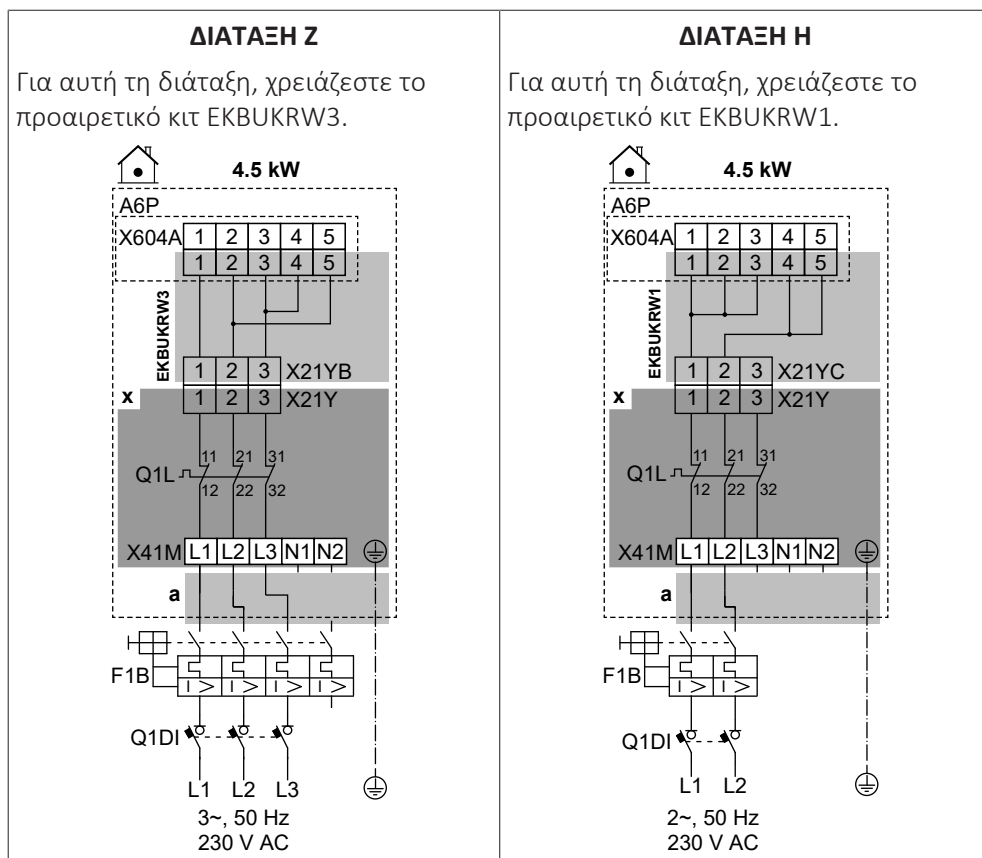 ΔΙΑΤΑΞΗ Ζ
Για αυτή τη διάταξη, χρειάζεστε το
προαιρετικό κιτ EKBUKRW3.
4.5 kW
A6P
X604A 1 2 3 4 5
1 2 3 4 5
EKBUKRW3
1 2 3 X21YB
x 1 2 3 X21Y
11 21 31
Q1L
12 22 32
X41M L1 L2 L3 N1 N2
a
F1B
I > I > I > I >
Q1DI
L1 L2 L3
3~, 50 Hz
230 V AC
ΔΙΑΤΑΞΗ Η
Για αυτή τη διάταξη, χρειάζεστε το
προαιρετικό κιτ EKBUKRW1.
4.5 kW
A6P
X604A 1 2 3 4 5
1 2 3 4 5
EKBUKRW1
1 2 3 X21YC
x 1 2 3 X21Y
11 21 31
Q1L
12 22 32
X41M L1 L2 L3 N1 N2
a
F1B
I > I >
Q1DI
L1 L2
2~, 50 Hz
230 V AC